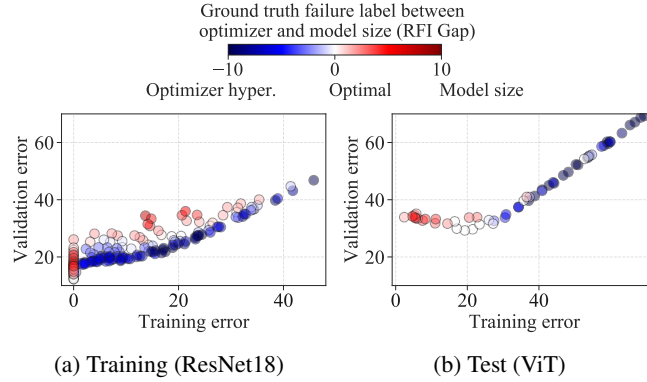 Ground truth failure label between
optimizer and model size (RFI Gap)
−10 0 10
Optimizer hyper. Optimal Model size
Validation error
60
40
20
0 20 40
Training error
Validation error
60
40
20
0 20 40
Training error
(a) Training (ResNet18)
(b) Test (ViT)